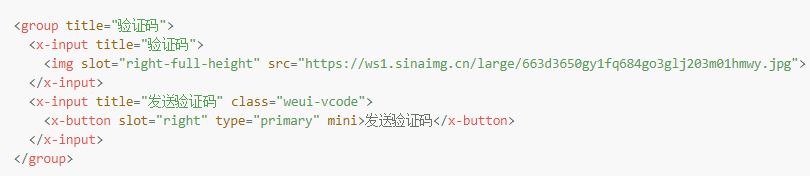 <group title="验证码">
<x-input title="验证码">
<img slot="right-full-height" src="https://ws1.sinaimg.cn/large/663d3650gy1fq684go3glj203m01hmwy.jpg">
</x-input>
<x-input title="发送验证码" class="weui-vcode">
<x-button slot="right" type="primary" mini>发送验证码</x-button>
</x-input>
</group>